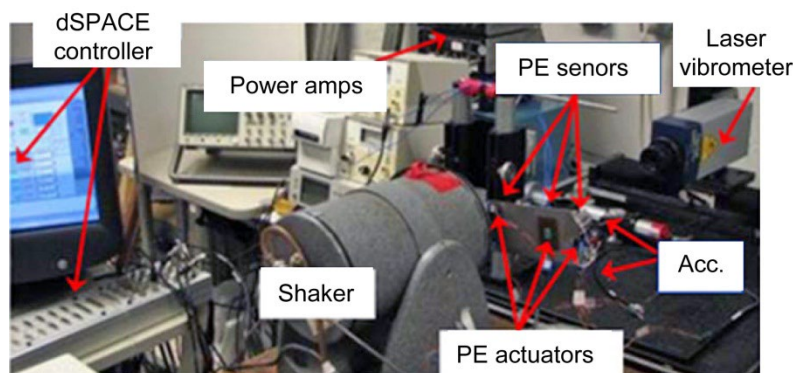 dSPACE
controller
Power amps
PE senors
Laser
vibrometer
Shaker
Acc.
PE actuators